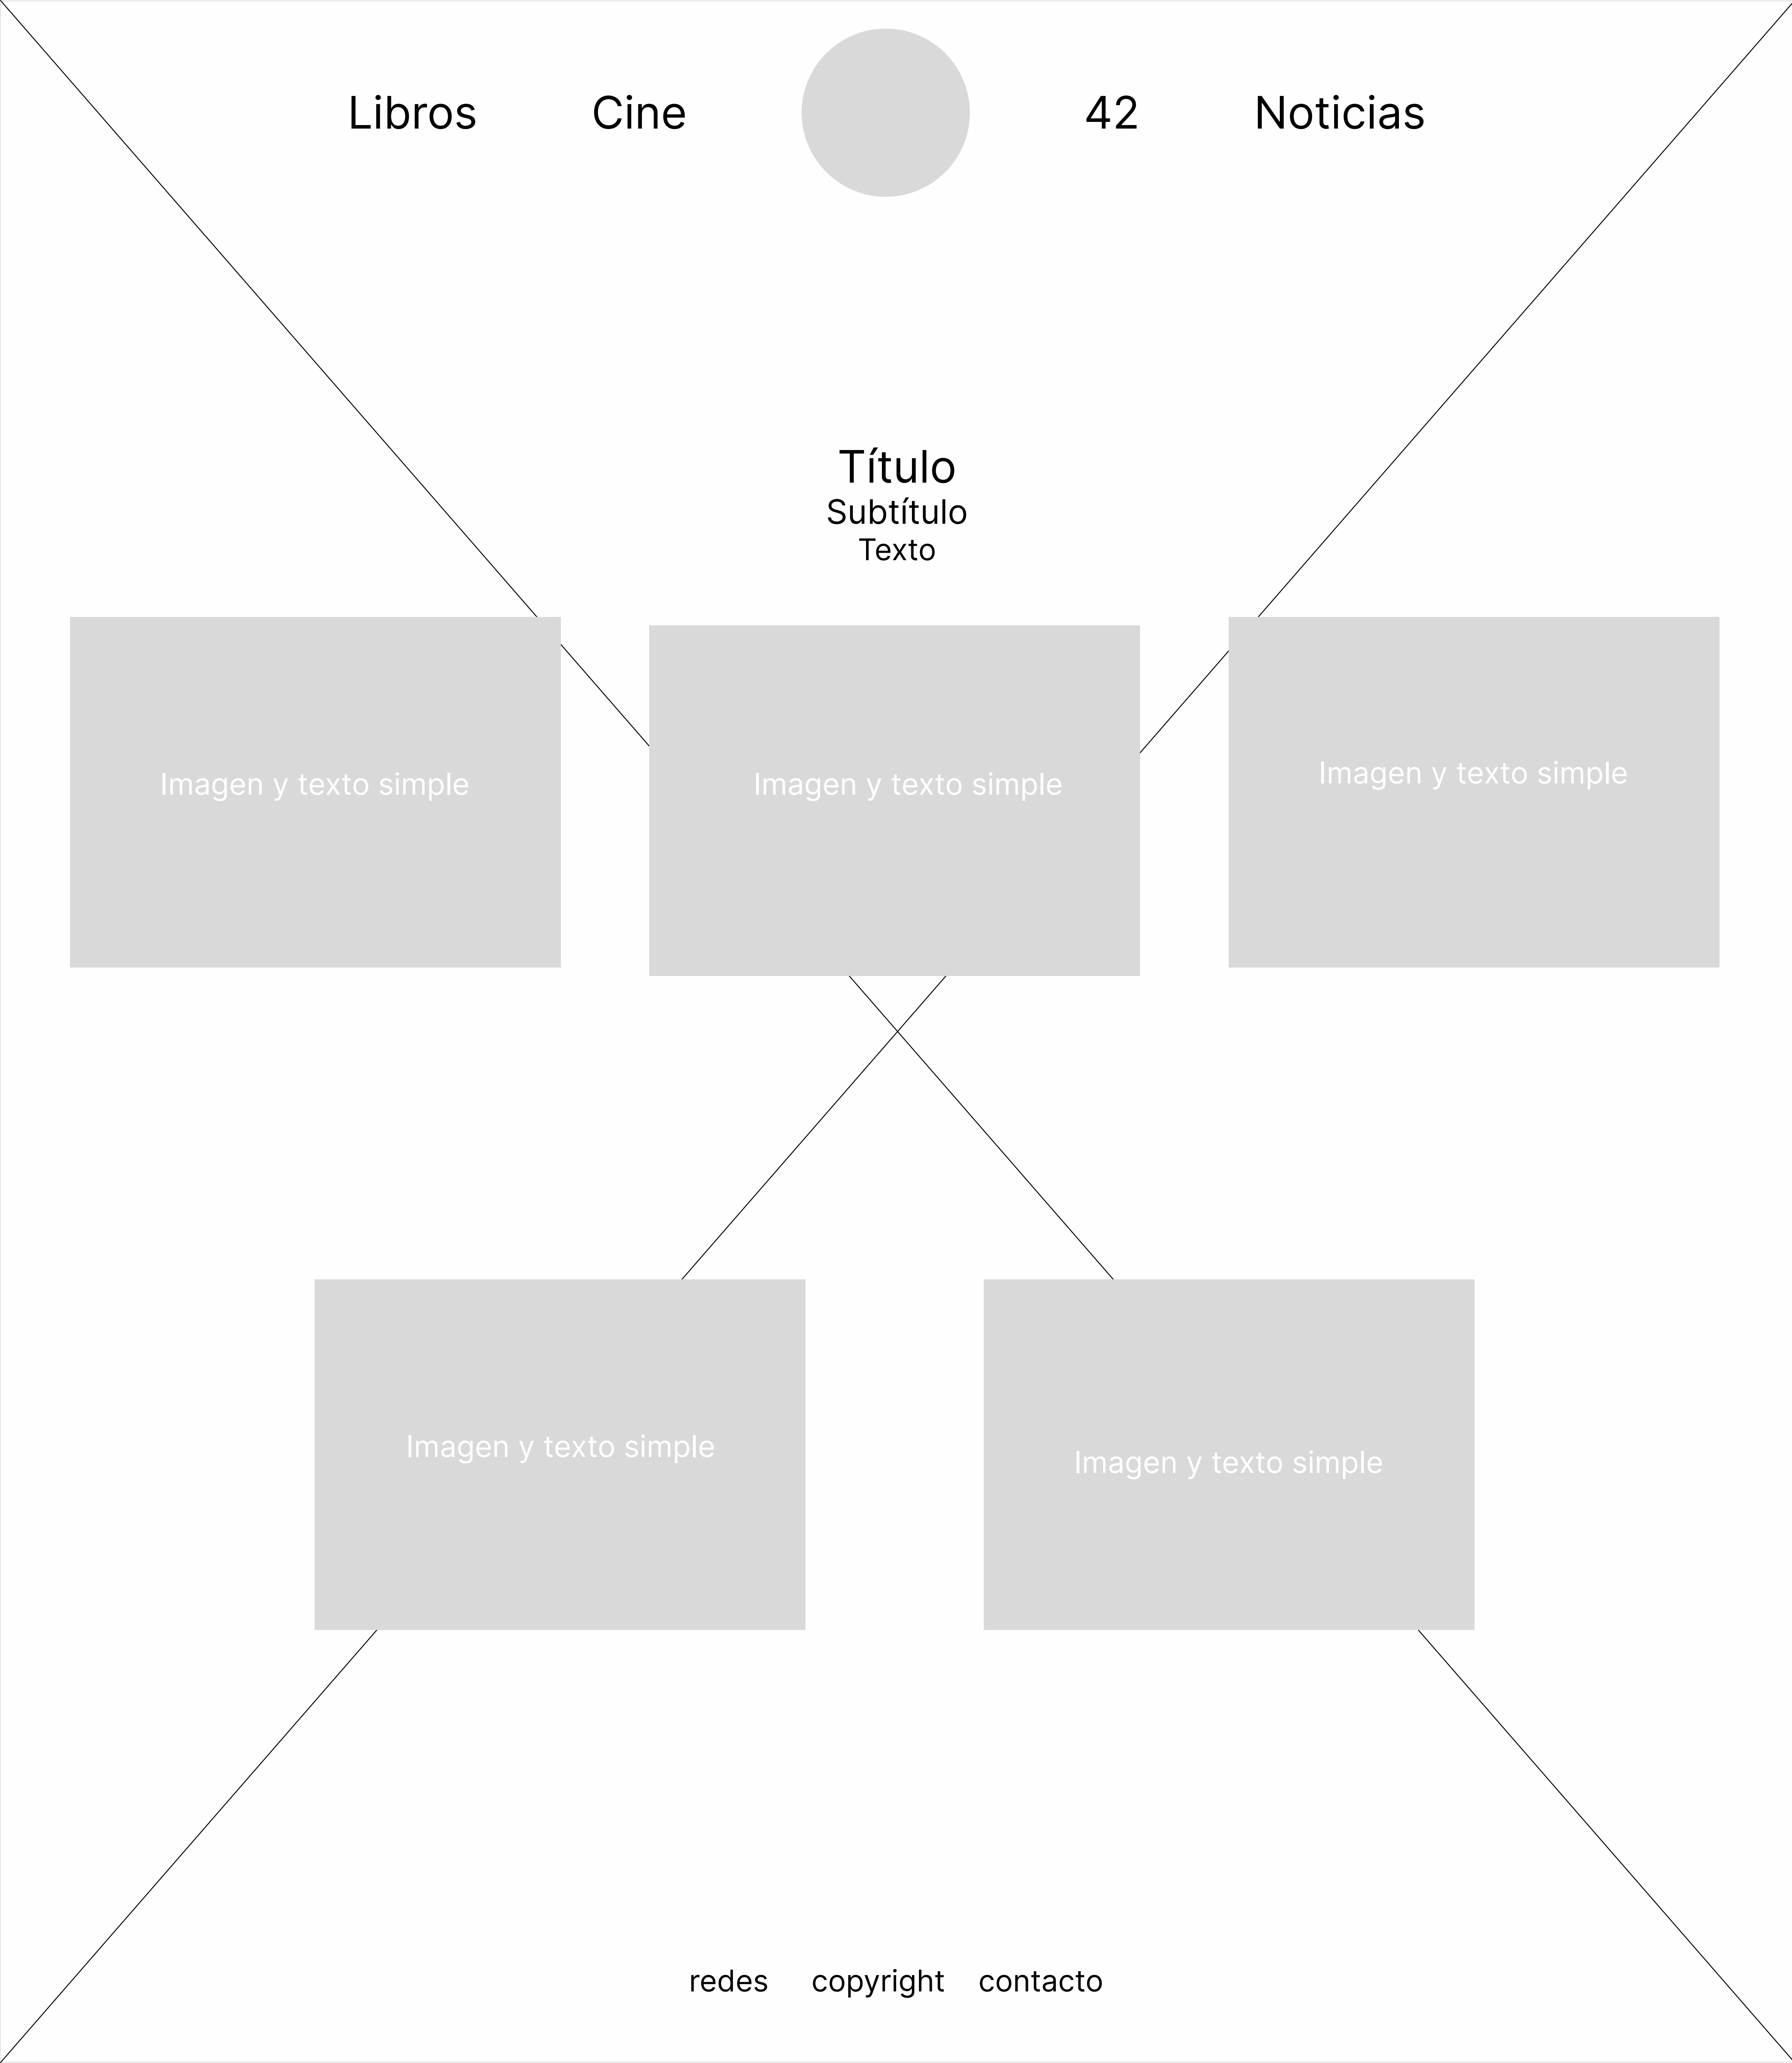 Libros Cine 42 Noticias
Título
Subtítulo
Texto
Imagen y texto simple Imagen y texto simple Imagen y texto simple
Imagen y texto simple Imagen y texto simple
redes copyright contacto